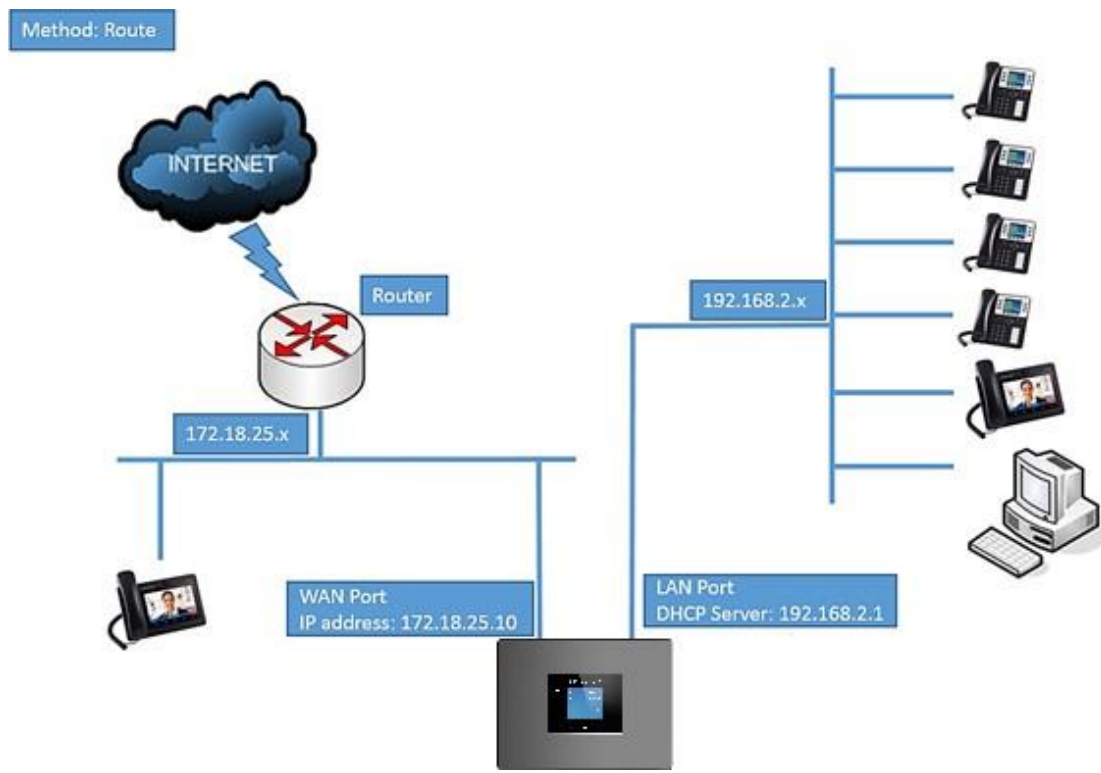 Method: Route
INTERNET
Router
192.168.2.x
172.18.25.x
WAN Port
IP address: 172.18.25.10
LAN Port
DHCP Server: 192.168.2.1